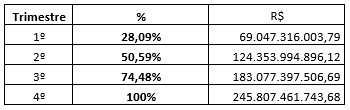 Trimestre % R$
1º 28,09% 69.047.316.003,79
2º 50,59% 124.353.994.896,12
3º 74,48% 183.077.397.506,69
4º 100% 245.807.461.743,68